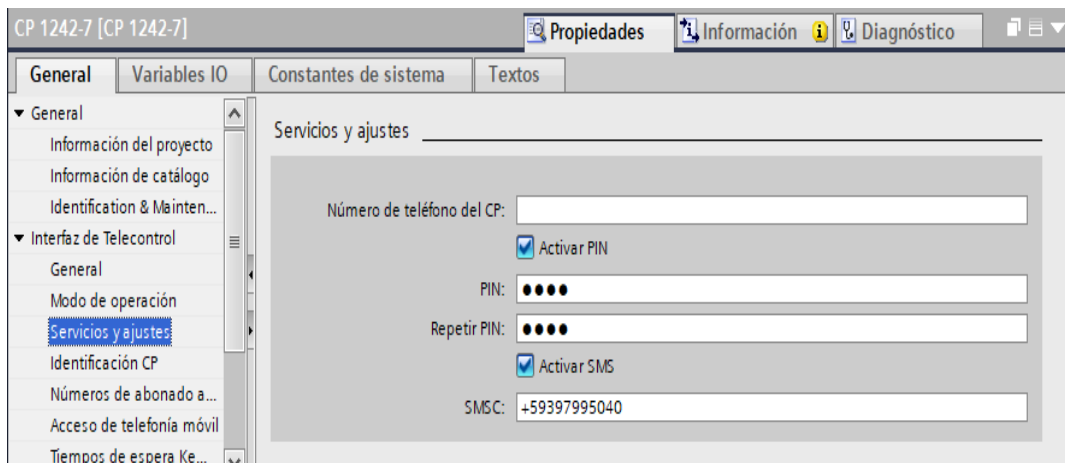 CP 1242-7 [CP 1242-7]
Propiedades
Información
Diagnóstico
General
Variables IO
Constantes de sistema
Textos
General
Información del proyecto
Información de catálogo
Identification & Mainten...
Interfaz de Telecontrol
General
Modo de operación
Servicios y ajustes
Identificación CP
Números de abonado a...
Acceso de telefonía móvil
Tiempos de espera Ke...
Servicios y ajustes
Número de teléfono del CP:
Activar PIN
PIN: ●●●●
Repetir PIN: ●●●●
Activar SMS
SMSC: +59397995040